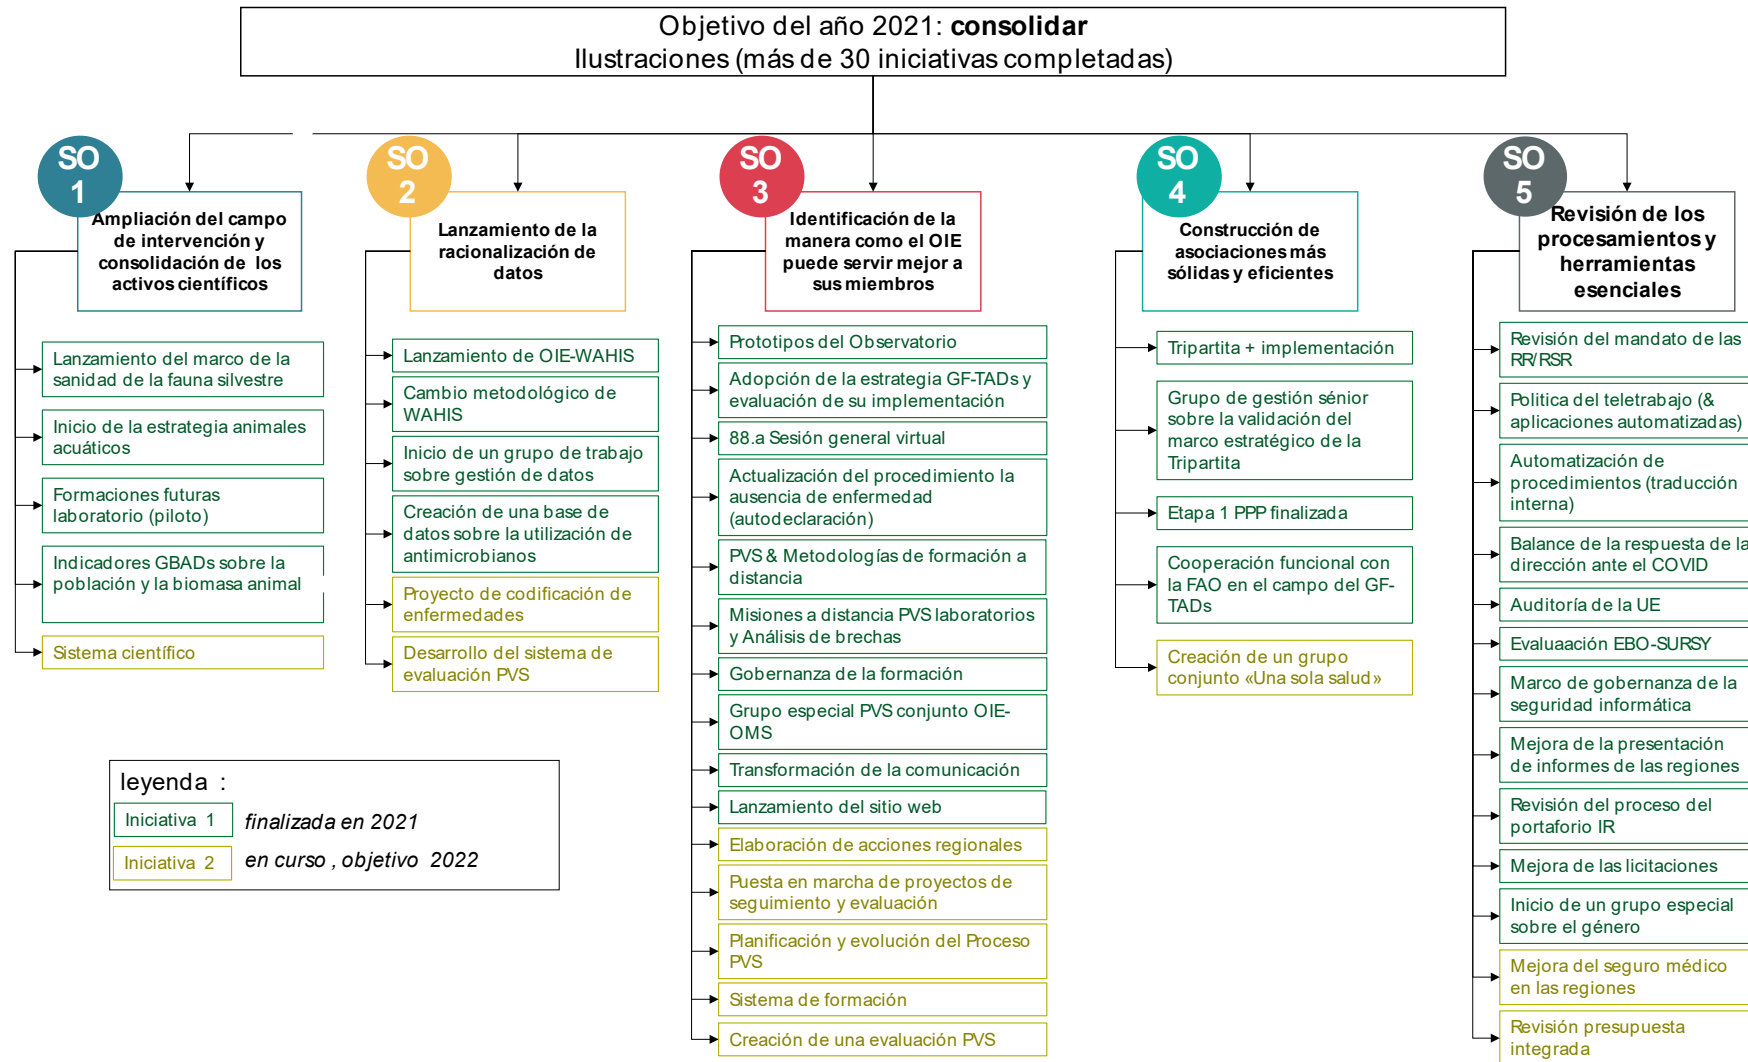 Objetivo del año 2021: consolidar
Ilustraciones (más de 30 iniciativas completadas)
SO
1
Ampliación del campo
de intervención y
consolidación de los
activos científicos
Lanzamiento del marco de la
sanidad de la fauna silvestre
Inicio de la estrategia animales
acuáticos
Formaciones futuras
laboratorio (piloto)
Indicadores GBADs sobre la
población y la biomasa animal
Sistema científico
SO
2
Lanzamiento de la
racionalización de
datos
Lanzamiento de OIE-WAHIS
Cambio metodológico de
WAHIS
Inicio de un grupo de trabajo
sobre gestión de datos
Creación de una base de
datos sobre la utilización de
antimicrobianos
Proyecto de codificación de
enfermedades
Desarrollo del sistema de
evaluación PVS
SO
3
Identificación de la
manera como el OIE
puede servir mejor a
sus miembros
Prototipos del Observatorio
Adopción de la estrategia GF-TADs y
evaluación de su implementación
88.a Sesión general virtual
Actualización del procedimiento la
ausencia de enfermedad
(autodeclaración)
PVS & Metodologías de formación a
distancia
Misiones a distancia PVS laboratorios
y Análisis de brechas
Gobernanza de la formación
Grupo especial PVS conjunto OIE-
OMS
Transformación de la comunicación
Lanzamiento del sitio web
Elaboración de acciones regionales
Puesta en marcha de proyectos de
seguimiento y evaluación
Planificación y evolución del Proceso
PVS
Sistema de formación
Creación de una evaluación PVS
SO
4
Construcción de
asociaciones más
sólidas y eficientes
Tripartita + implementación
Grupo de gestión sénior
sobre la validación del
marco estratégico de la
Tripartita
Etapa 1 PPP finalizada
Cooperación funcional con
la FAO en el campo del GF-
TADs
Creación de un grupo
conjunto «Una sola salud»
SO
5
Revisión de los
procesamientos y
herramientas
esenciales
Revisión del mandato de las
RR/RSR
Politica del teletrabajo (&
aplicaciones automatizadas)
Automatización de
procedimientos (traducción
interna)
Balance de la respuesta de la
dirección ante el COVID
Auditoría de la UE
Evaluaación EBO-SURSY
Marco de gobernanza de la
seguridad informática
Mejora de la presentación
de informes de las regiones
Revisión del proceso del
portaforio IR
Mejora de las licitaciones
Inicio de un grupo especial
sobre el género
Mejora del seguro médico
en las regiones
Revisión presupuesta
integrada
leyenda :
Iniciativa 1 finalizada en 2021
Iniciativa 2 en curso , objetivo 2022